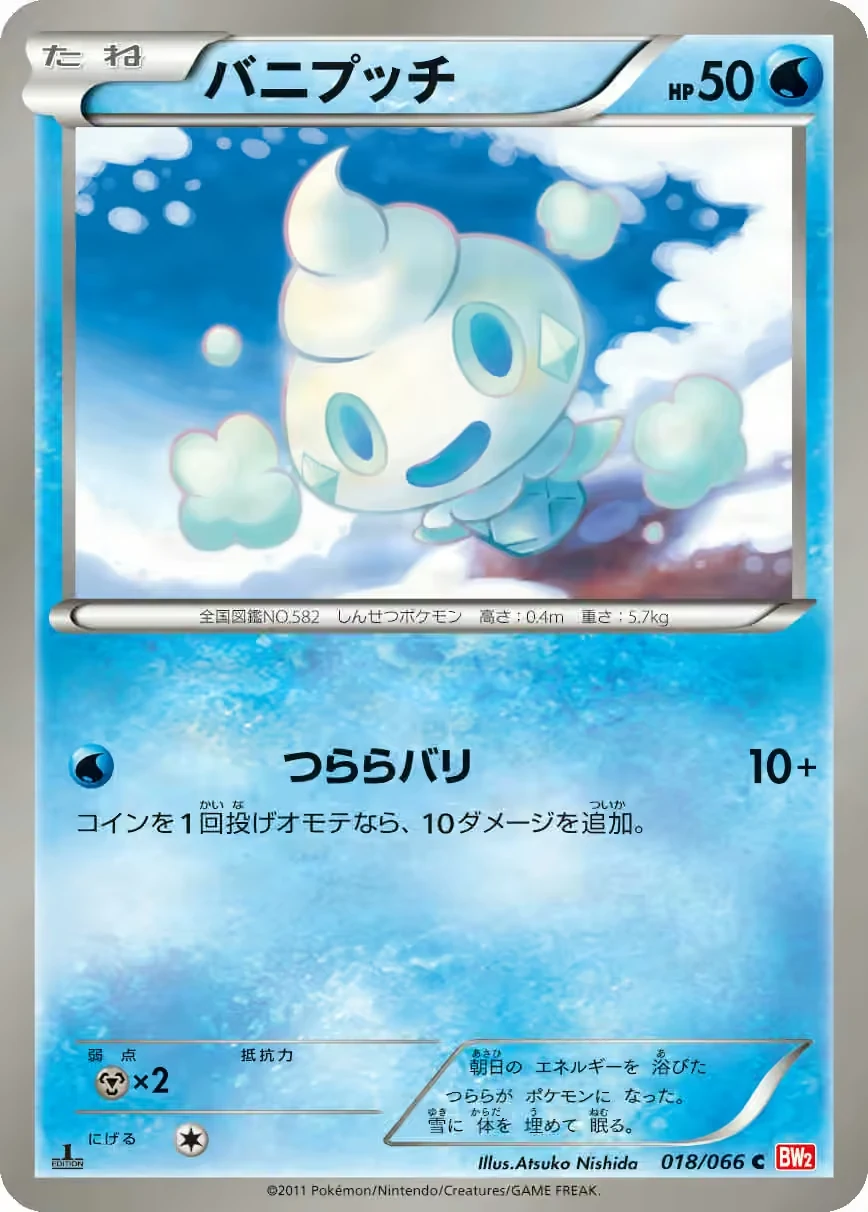 たね バニプッチ HP50
全国図鑑NO.582 しんせつポケモン 高さ:0.4m 重さ:5.7kg
つららバリ 10+
コインを1回投げオモテなら、10ダメージを追加。
弱点 抵抗力
×2
にげる
朝日の エネルギーを 浴びた
つららが ポケモンに なった。
雪に 体を 埋めて 眠る。
1 EDITION
Illus.Atsuko Nishida 018/066 C BW2
©2011 Pokémon/Nintendo/Creatures/GAME FREAK.